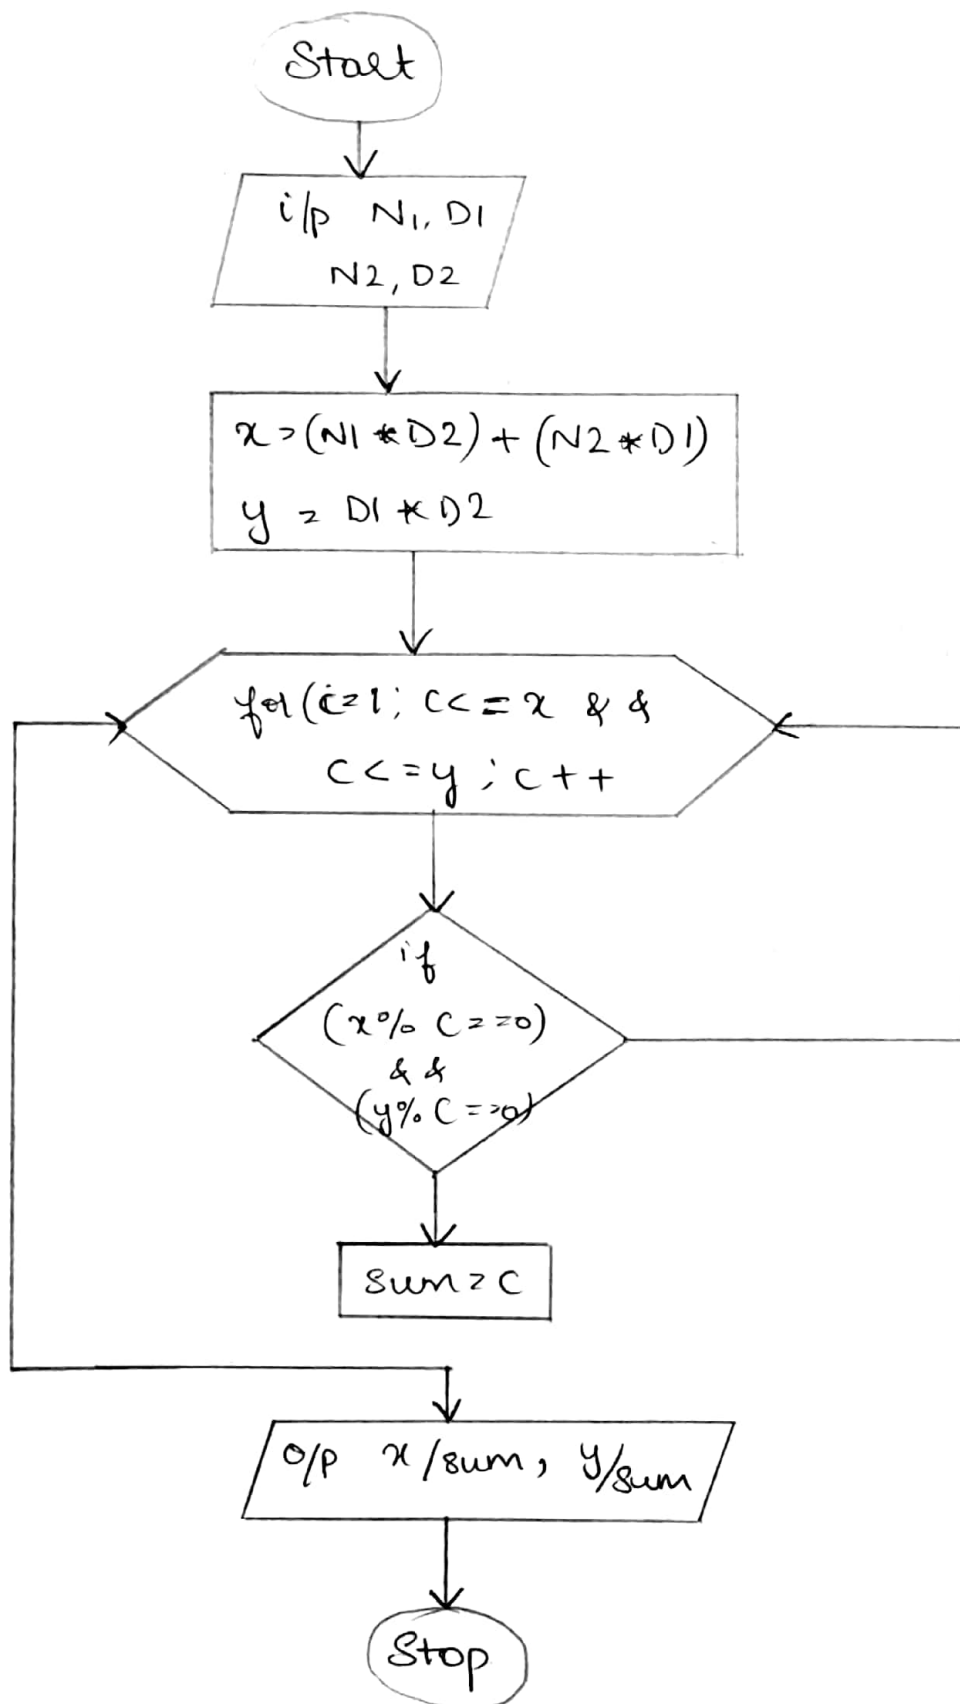 Start
i/p N1, D1
N2, D2
x = (N1 * D2) + (N2 * D1)
y = D1 * D2
for (c=1; c<=x &&
c<=y ; c++
if
(x% c==0)
&&
(y% c==0)
sum = c
o/p x/sum, y/sum
Stop